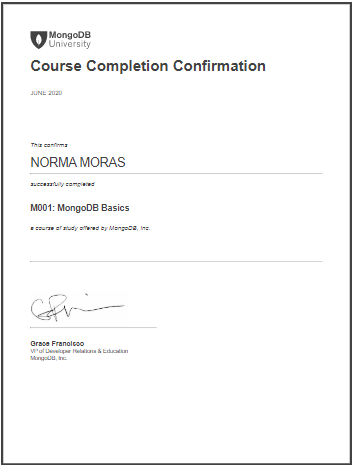 MongoDB
University
Course Completion Confirmation
JUNE 2020
This confirms
NORMA MORAS
successfully completed
M001: MongoDB Basics
a course of study offered by MongoDB, Inc.
Grace Francisco
VP of Developer Relations & Education
MongoDB, Inc.